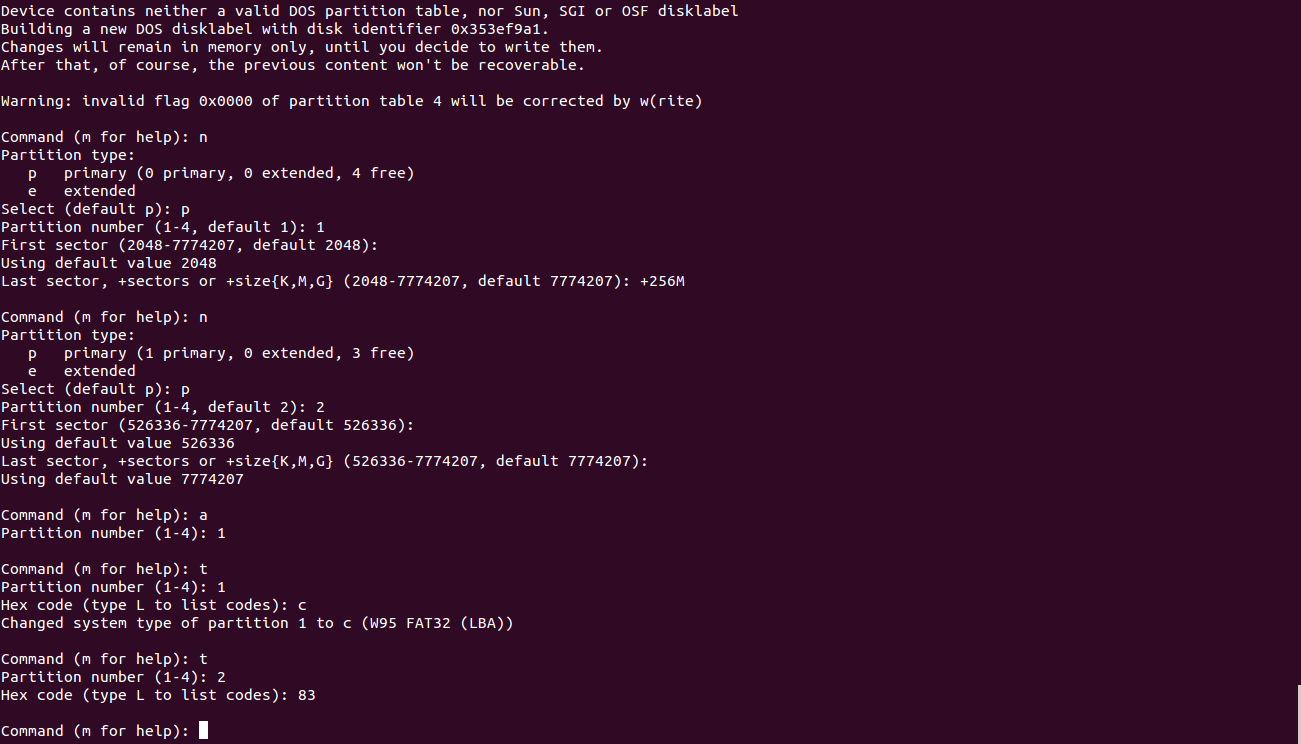 Device contains neither a valid DOS partition table, nor Sun, SGI or OSF disklabel
Building a new DOS disklabel with disk identifier 0x353ef9a1.
Changes will remain in memory only, until you decide to write them.
After that, of course, the previous content won't be recoverable.

Warning: invalid flag 0x0000 of partition table 4 will be corrected by w(rite)

Command (m for help): n
Partition type:
   p   primary (0 primary, 0 extended, 4 free)
   e   extended
Select (default p): p
Partition number (1-4, default 1): 1
First sector (2048-7774207, default 2048):
Using default value 2048
Last sector, +sectors or +size{K,M,G} (2048-7774207, default 7774207): +256M

Command (m for help): n
Partition type:
   p   primary (1 primary, 0 extended, 3 free)
   e   extended
Select (default p): p
Partition number (1-4, default 2): 2
First sector (526336-7774207, default 526336):
Using default value 526336
Last sector, +sectors or +size{K,M,G} (526336-7774207, default 7774207):
Using default value 7774207

Command (m for help): a
Partition number (1-4): 1

Command (m for help): t
Partition number (1-4): 1
Hex code (type L to list codes): c
Changed system type of partition 1 to c (W95 FAT32 (LBA))

Command (m for help): t
Partition number (1-4): 2
Hex code (type L to list codes): 83

Command (m for help):